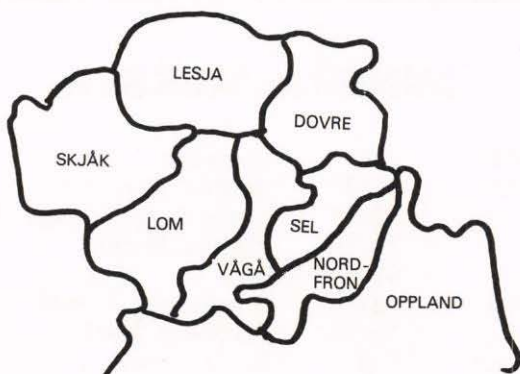 LESJA
DOVRE
SKJÅK
LOM
SEL
VÅGÅ
NORD-
FRON
OPPLAND